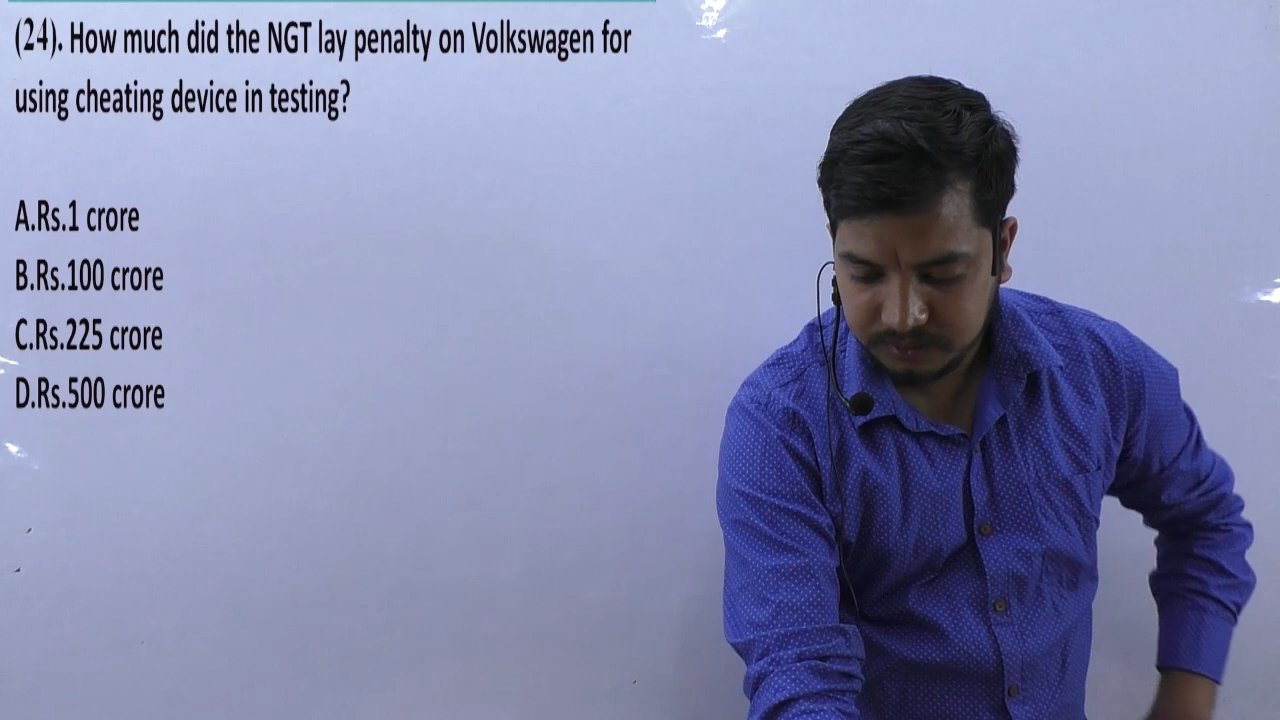 (24). How much did the NGT lay penalty on Volkswagen for
using cheating device in testing?
A.Rs.1 crore
B.Rs.100 crore
C.Rs.225 crore
D.Rs.500 crore